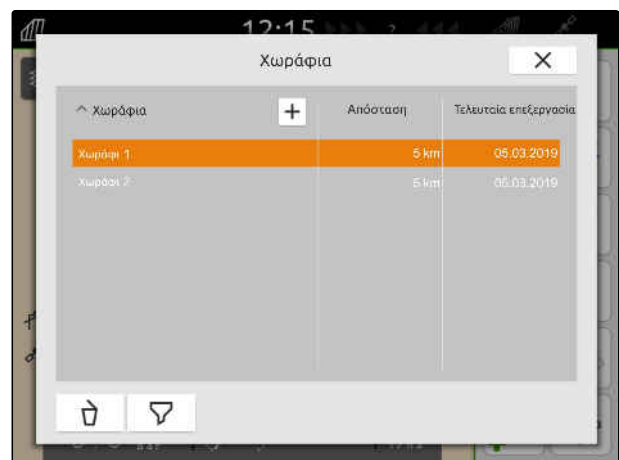 12:15
Χωράφια
Χωράφια + Απόσταση Τελευταία επεξεργασία
Χωράφι 1 5 km 05.03.2019
Χωράφι 2 5 km 05.03.2019